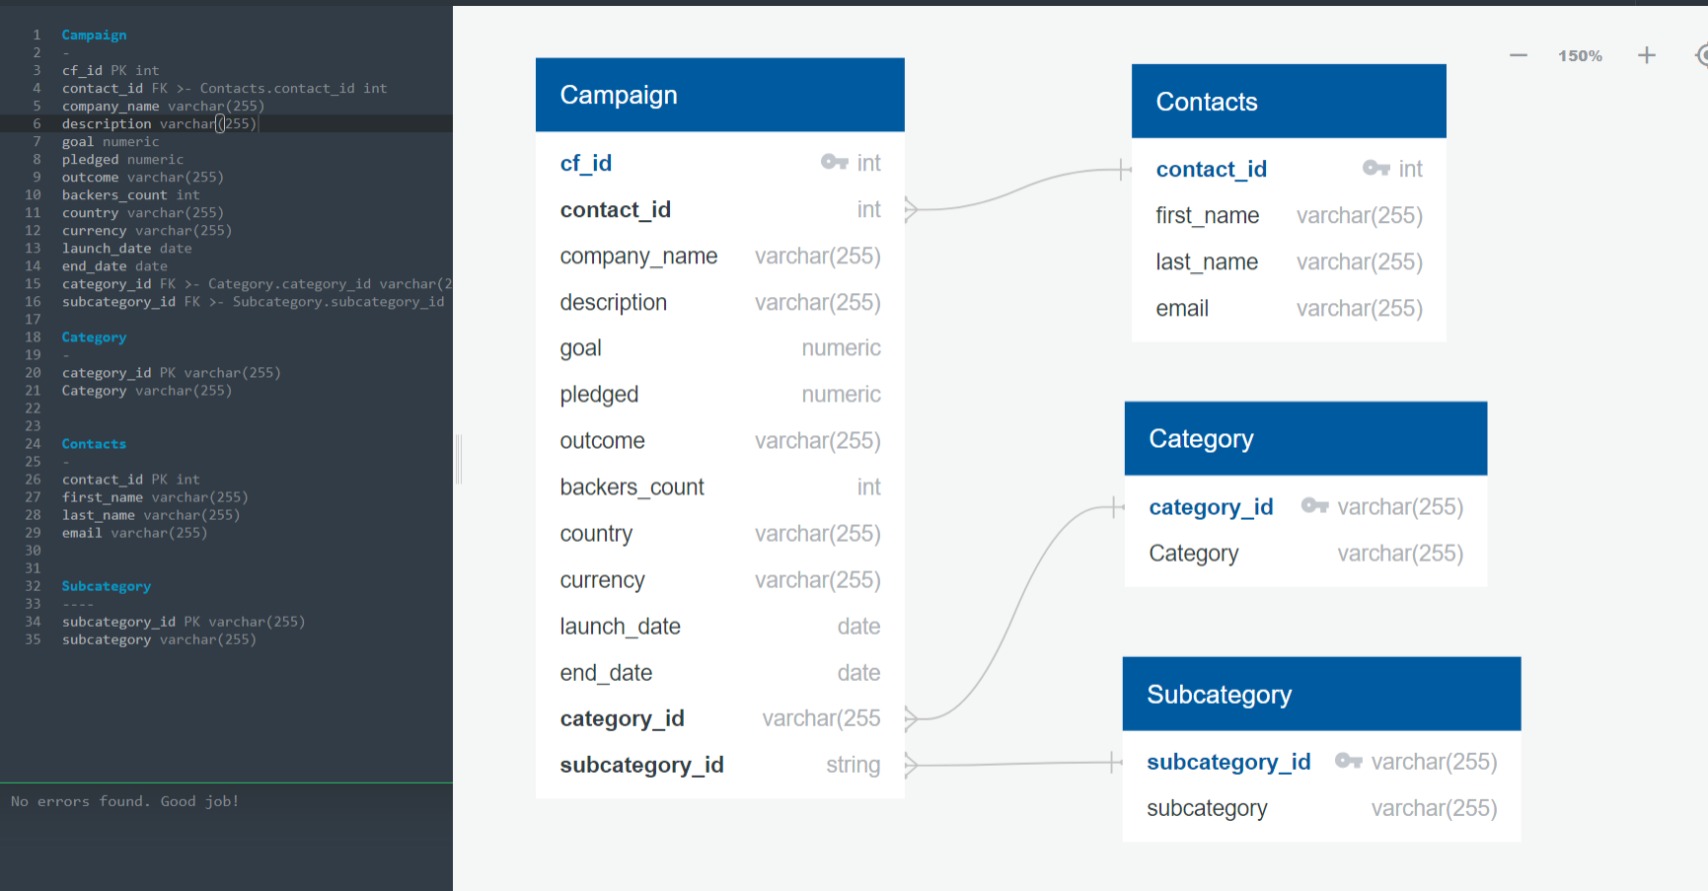 1 Campaign
2 -
3 cf_id PK int
4 contact_id FK >- Contacts.contact_id int
5 company_name varchar(255)
6 description varchar(255)
7 goal numeric
8 pledged numeric
9 outcome varchar(255)
10 backers_count int
11 country varchar(255)
12 currency varchar(255)
13 launch_date date
14 end_date date
15 category_id FK >- Category.category_id varchar(2
16 subcategory_id FK >- Subcategory.subcategory_id
17
18 Category
19 -
20 category_id PK varchar(255)
21 Category varchar(255)
22
23
24 Contacts
25 -
26 contact_id PK int
27 first_name varchar(255)
28 last_name varchar(255)
29 email varchar(255)
30
31
32 Subcategory
33 ----
34 subcategory_id PK varchar(255)
35 subcategory varchar(255)
No errors found. Good job!
150%
Campaign
cf_id int
contact_id int
company_name varchar(255)
description varchar(255)
goal numeric
pledged numeric
outcome varchar(255)
backers_count int
country varchar(255)
currency varchar(255)
launch_date date
end_date date
category_id varchar(255
subcategory_id string
Contacts
contact_id int
first_name varchar(255)
last_name varchar(255)
email varchar(255)
Category
category_id varchar(255)
Category varchar(255)
Subcategory
subcategory_id varchar(255)
subcategory varchar(255)